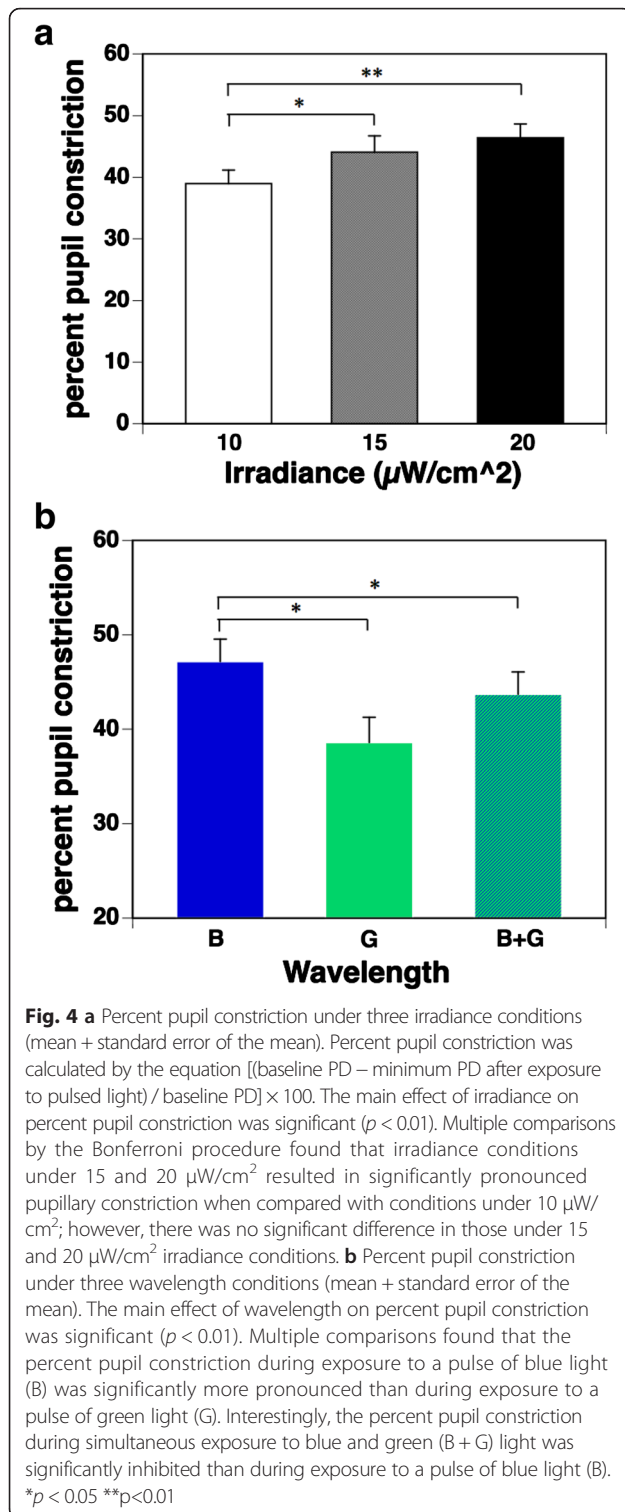 a
percent pupil constriction
60
50
40
30
20
10
0
*
**
10 15 20
Irradiance (µW/cm^2)
b
percent pupil constriction
60
50
40
30
20
*
*
B G B+G
Wavelength
Fig. 4 a Percent pupil constriction under three irradiance conditions
(mean + standard error of the mean). Percent pupil constriction was
calculated by the equation [(baseline PD – minimum PD after exposure
to pulsed light) / baseline PD] × 100. The main effect of irradiance on
percent pupil constriction was significant (p < 0.01). Multiple comparisons
by the Bonferroni procedure found that irradiance conditions
under 15 and 20 µW/cm² resulted in significantly pronounced
pupillary constriction when compared with conditions under 10 µW/
cm²; however, there was no significant difference in those under 15
and 20 µW/cm² irradiance conditions. b Percent pupil constriction
under three wavelength conditions (mean + standard error of the
mean). The main effect of wavelength on percent pupil constriction
was significant (p < 0.01). Multiple comparisons found that the
percent pupil constriction during exposure to a pulse of blue light
(B) was significantly more pronounced than during exposure to a
pulse of green light (G). Interestingly, the percent pupil constriction
during simultaneous exposure to blue and green (B + G) light was
significantly inhibited than during exposure to a pulse of blue light (B).
*p < 0.05 **p<0.01